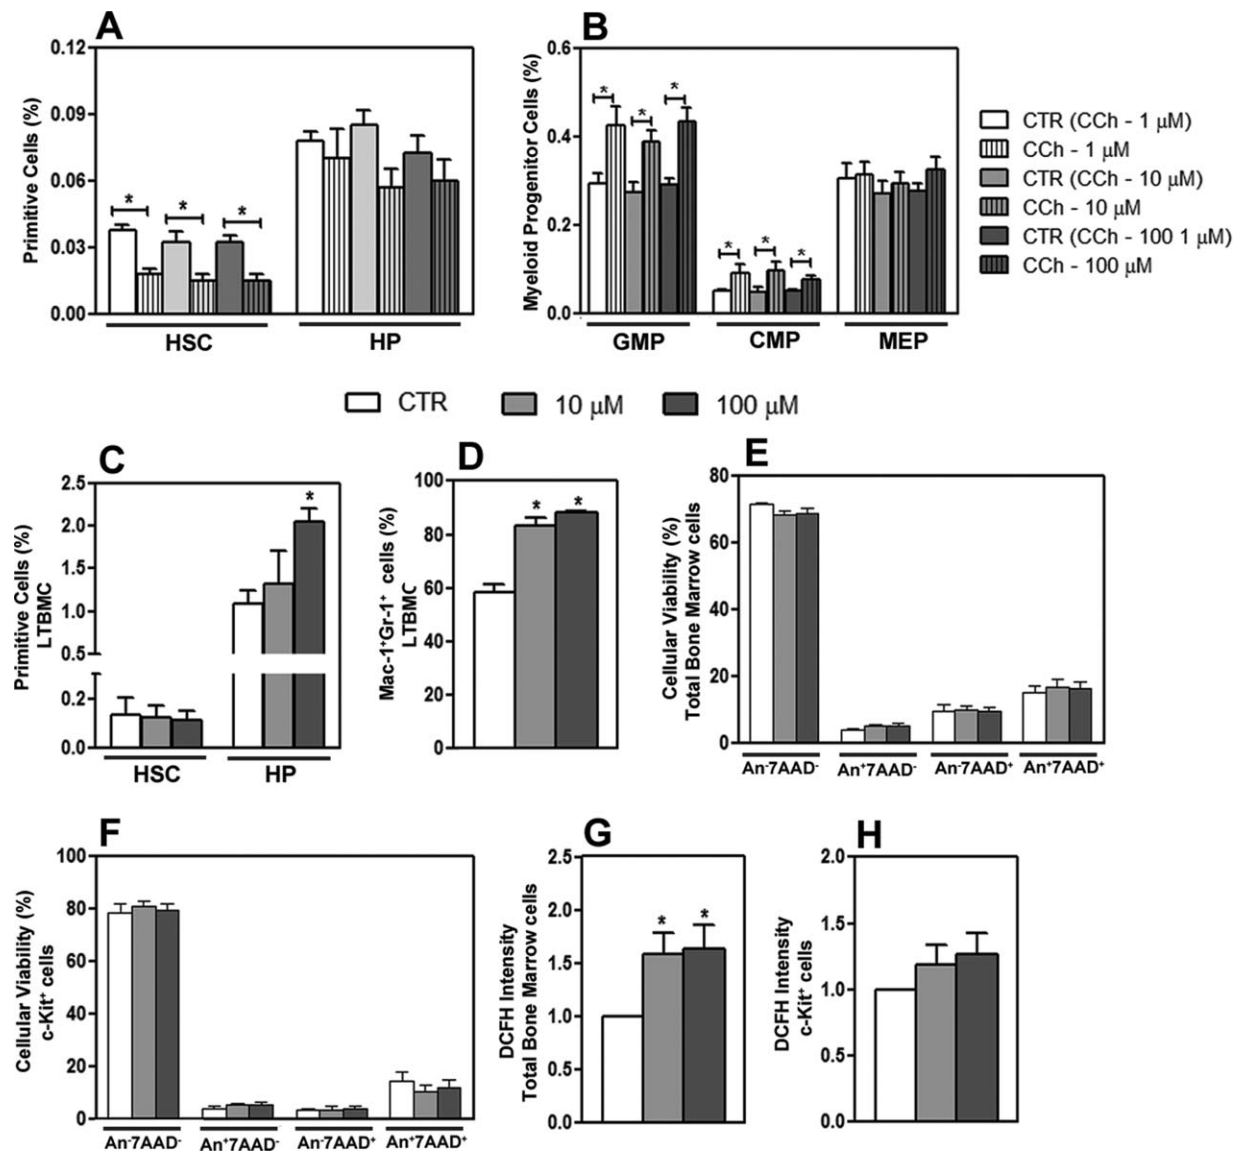 A
Primitive Cells (%)
0.12
0.09
0.06
0.03
0.00
*
*
*
HSC
HP
B
Myeloid Progenitor Cells (%)
0.6
0.4
0.2
0.0
*
*
*
*
*
*
GMP
CMP
MEP
CTR (CCh - 1 µM)
CCh - 1 µM
CTR (CCh - 10 µM)
CCh - 10 µM
CTR (CCh - 100 1 µM)
CCh - 100 µM
CTR
10 µM
100 µM
C
Primitive Cells (%)
LTBMC
2.5
2.0
1.5
1.0
0.5
0.2
0.0
*
HSC
HP
D
Mac-1⁺Gr-1⁺ cells (%)
LTBMC
100
80
60
40
20
0
*
*
E
Cellular Viability (%)
Total Bone Marrow cells
80
60
40
20
0
An⁻7AAD⁻
An⁺7AAD⁻
An⁻7AAD⁺
An⁺7AAD⁺
F
Cellular Viability (%)
c-Kit⁺ cells
100
80
60
40
20
0
An⁻7AAD⁻
An⁺7AAD⁻
An⁻7AAD⁺
An⁺7AAD⁺
G
DCFH Intensity
Total Bone Marrow cells
2.5
2.0
1.5
1.0
0.5
0.0
*
*
H
DCFH Intensity
c-Kit⁺ cells
2.0
1.5
1.0
0.5
0.0